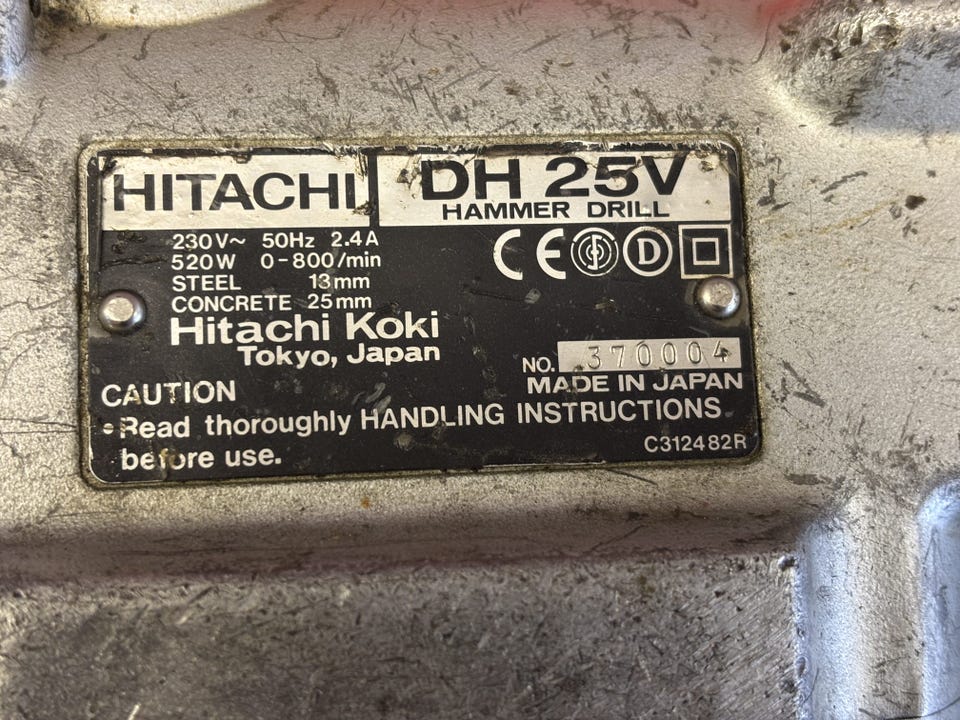 HITACHI
DH 25V
HAMMER DRILL
230V~ 50Hz 2.4A
520W 0-800/min
STEEL 13mm
CONCRETE 25mm
CE S D
Hitachi Koki
Tokyo, Japan
NO. 370004
MADE IN JAPAN
CAUTION
•Read thoroughly HANDLING INSTRUCTIONS
before use.
C312482R